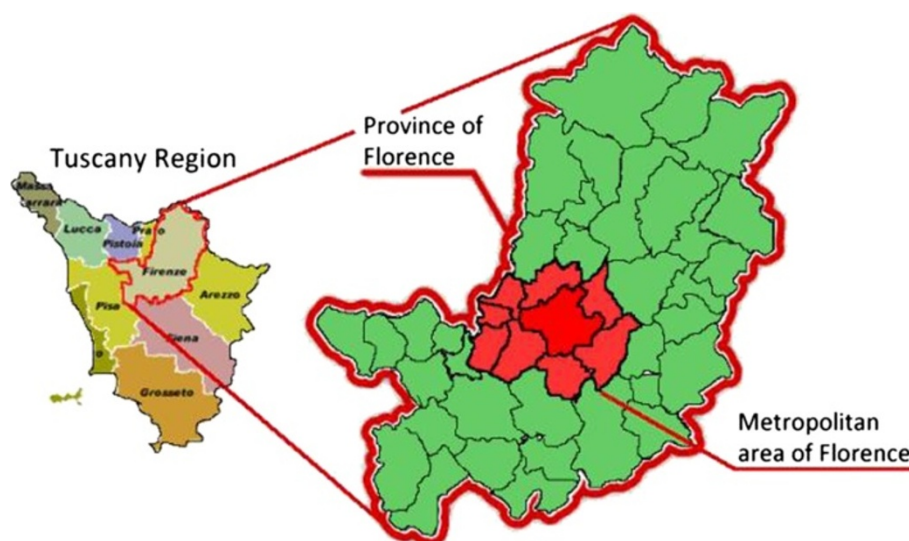 Province of
Florence
Tuscany Region
Massa
Carrara
Lucca
Pistoia
Prato
Firenze
Pisa
Arezzo
Siena
o
Grosseto
Metropolitan
area of Florence